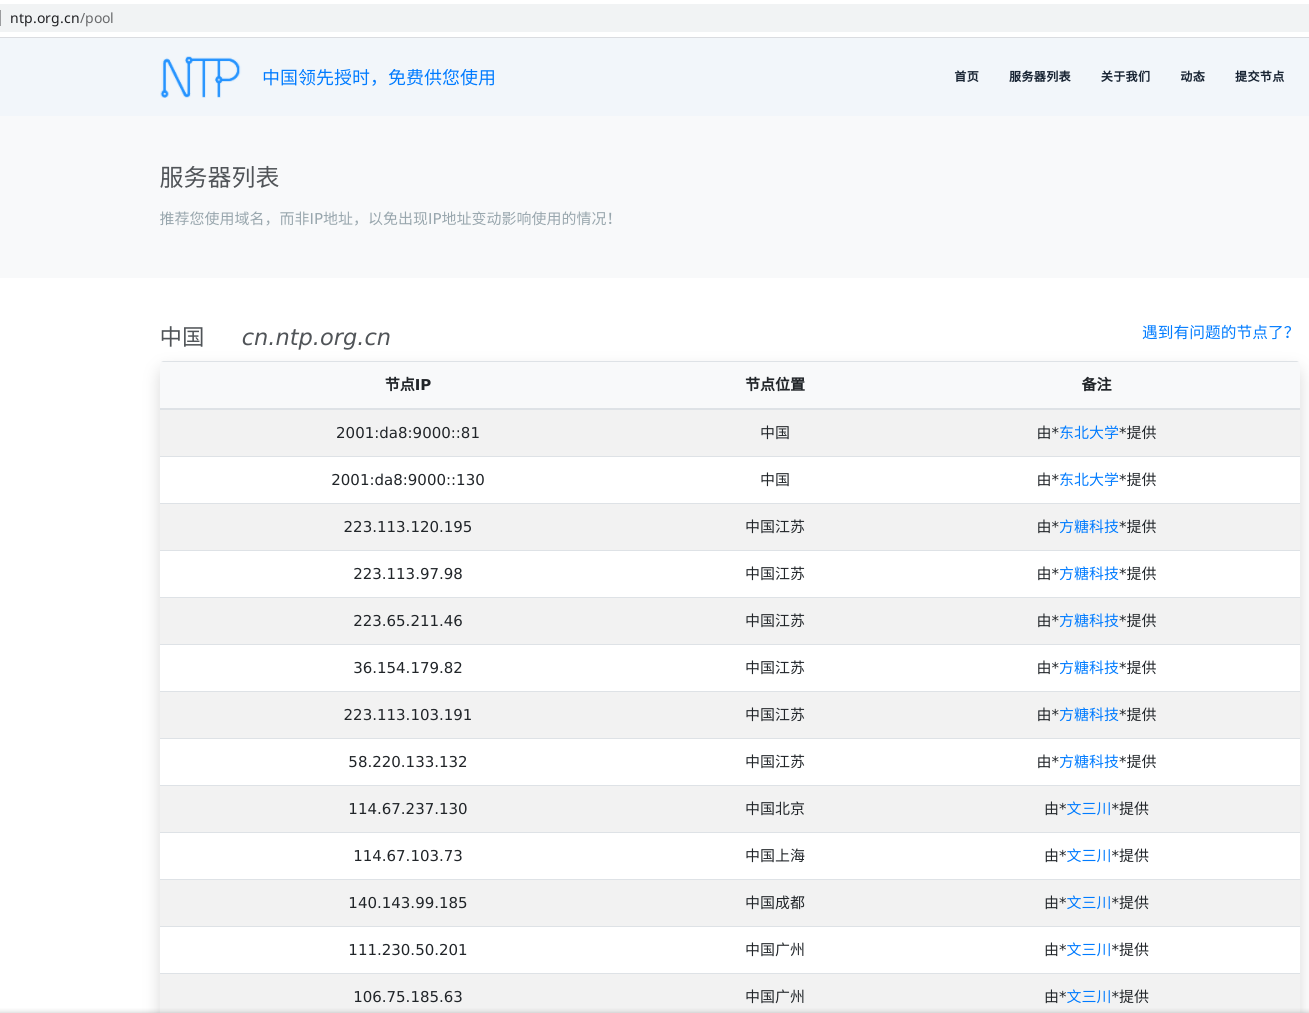 ntp.org.cn/pool
NTP 中国领先授时，免费供您使用 首页 服务器列表 关于我们 动态 提交节点
服务器列表
推荐您使用域名，而非IP地址，以免出现IP地址变动影响使用的情况！
中国 cn.ntp.org.cn 遇到有问题的节点了？
节点IP 节点位置 备注
2001:da8:9000::81 中国 由*东北大学*提供
2001:da8:9000::130 中国 由*东北大学*提供
223.113.120.195 中国江苏 由*方糖科技*提供
223.113.97.98 中国江苏 由*方糖科技*提供
223.65.211.46 中国江苏 由*方糖科技*提供
36.154.179.82 中国江苏 由*方糖科技*提供
223.113.103.191 中国江苏 由*方糖科技*提供
58.220.133.132 中国江苏 由*方糖科技*提供
114.67.237.130 中国北京 由*文三川*提供
114.67.103.73 中国上海 由*文三川*提供
140.143.99.185 中国成都 由*文三川*提供
111.230.50.201 中国广州 由*文三川*提供
106.75.185.63 中国广州 由*文三川*提供